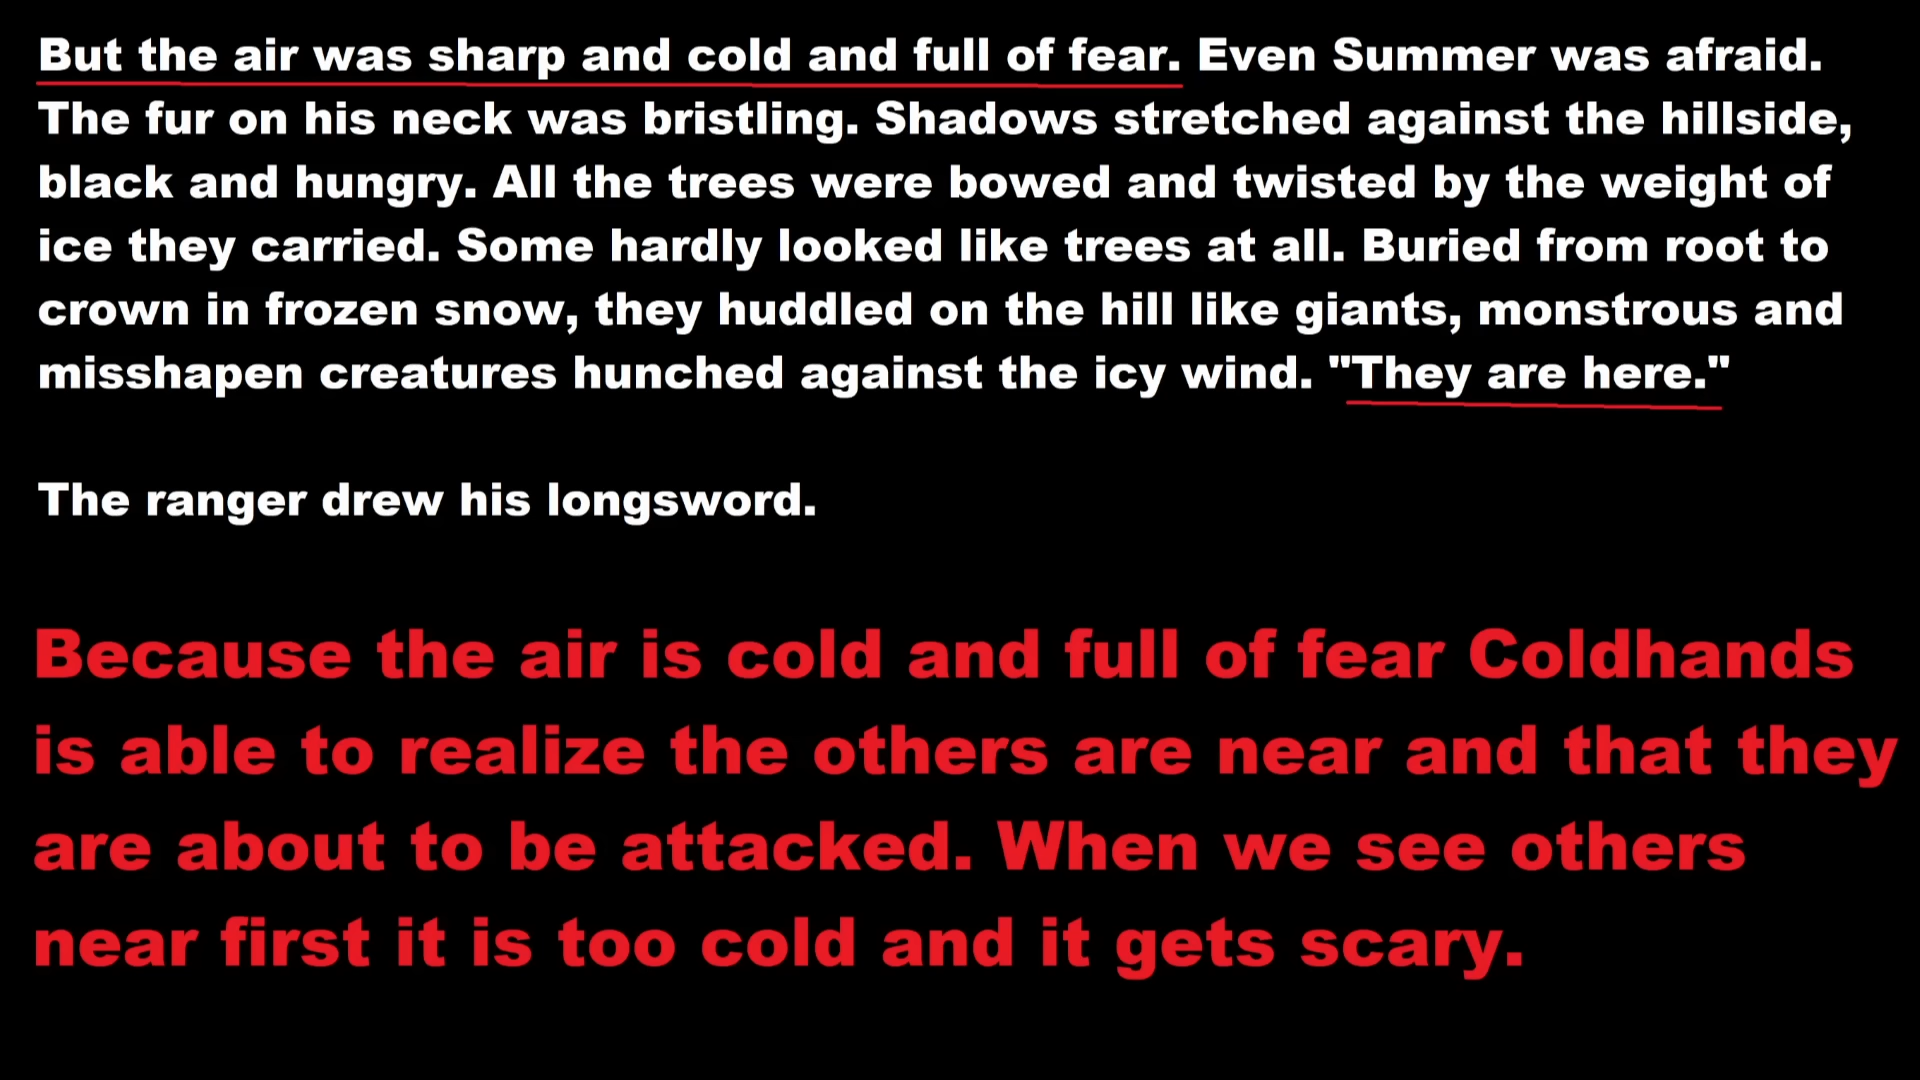 But the air was sharp and cold and full of fear. Even Summer was afraid.
The fur on his neck was bristling. Shadows stretched against the hillside,
black and hungry. All the trees were bowed and twisted by the weight of
ice they carried. Some hardly looked like trees at all. Buried from root to
crown in frozen snow, they huddled on the hill like giants, monstrous and
misshapen creatures hunched against the icy wind. "They are here."
The ranger drew his longsword.
Because the air is cold and full of fear Coldhands
is able to realize the others are near and that they
are about to be attacked. When we see others
near first it is too cold and it gets scary.